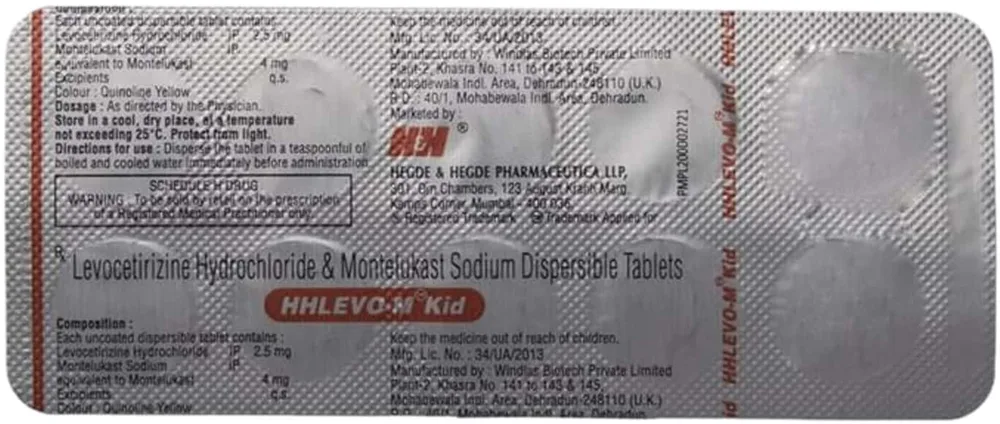 Each uncoated dispersible tablet contains :
Levocetirizine Hydrochloride IP 2.5 mg
Montelukast Sodium IP
equivalent to Montelukast 4 mg
Excipients q.s.
Colour : Quinoline Yellow
Dosage : As directed by the Physician.
Store in a cool, dry place, at a temperature
not exceeding 25°C. Protect from light.
Directions for use : Disperse the tablet in a teaspoonful of
boiled and cooled water immediately before administration
SCHEDULE H DRUG
WARNING : To be sold by retail on the prescription
of a Registered Medical Practitioner only.
Keep the medicine out of reach of children.
Mfg. Lic. No. : 34/UA/2013
Manufactured by : Windlas Biotech Private Limited
Plant-2, Khasra No. 141 to 143 & 145,
Mohabewala Indl. Area, Dehradun-248110 (U.K.)
R.O. : 40/1, Mohabewala Indl. Area, Dehradun.
Marketed by :
HH®
HEGDE & HEGDE PHARMACEUTICA LLP,
301, Chambers, 123 August Kranti Marg,
Kemps Corner, Mumbai - 400 036.
® Registered Trademark Trademark Applied for
PMPL200002721
HHLEVO-M Kid
HHLEVO-M Kid
Rx Levocetirizine Hydrochloride & Montelukast Sodium Dispersible Tablets
HHLEVO-M Kid
Composition :
Each uncoated dispersible tablet contains :
Levocetirizine Hydrochloride IP 2.5 mg
Montelukast Sodium IP
equivalent to Montelukast 4 mg
Excipients q.s.
Colour : Quinoline Yellow
Keep the medicine out of reach of children.
Mfg. Lic. No. : 34/UA/2013
Manufactured by : Windlas Biotech Private Limited
Plant-2, Khasra No. 141 to 143 & 145,
Mohabewala Indl. Area, Dehradun-248110 (U.K.)
R.O. : 40/1, Mohabewala Indl. Area, Dehradun